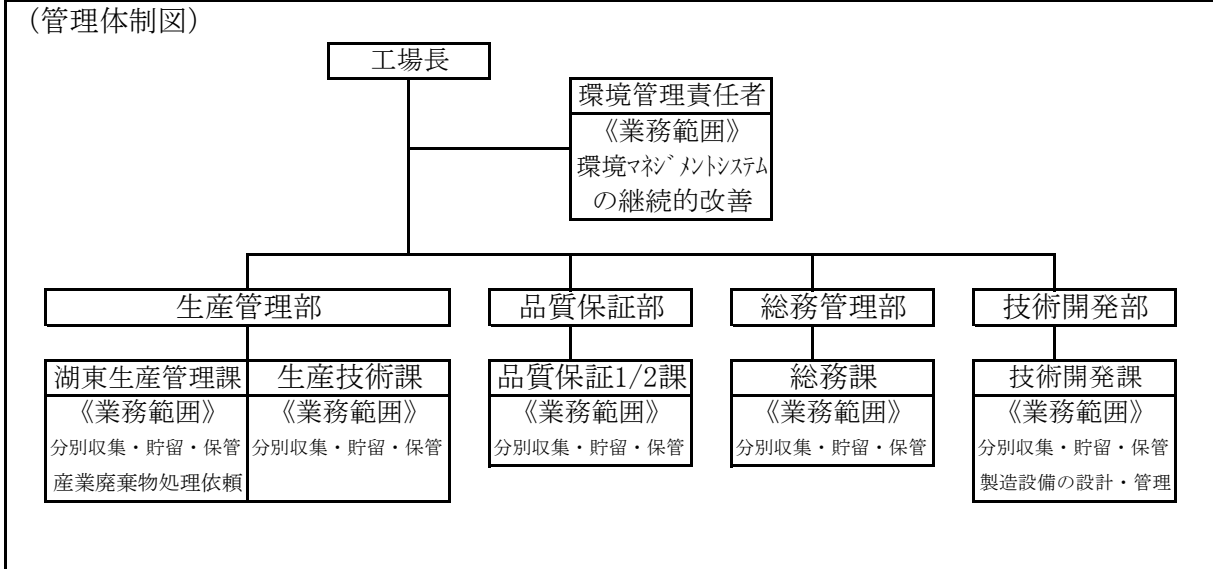 (管理体制図)
工場長
環境管理責任者
《業務範囲》
環境ﾏﾈｼﾞﾒﾝﾄｼｽﾃﾑ
の継続的改善
生産管理部
品質保証部
総務管理部
技術開発部
湖東生産管理課
《業務範囲》
分別収集・貯留・保管
産業廃棄物処理依頼
生産技術課
《業務範囲》
分別収集・貯留・保管
品質保証1/2課
《業務範囲》
分別収集・貯留・保管
総務課
《業務範囲》
分別収集・貯留・保管
技術開発課
《業務範囲》
分別収集・貯留・保管
製造設備の設計・管理